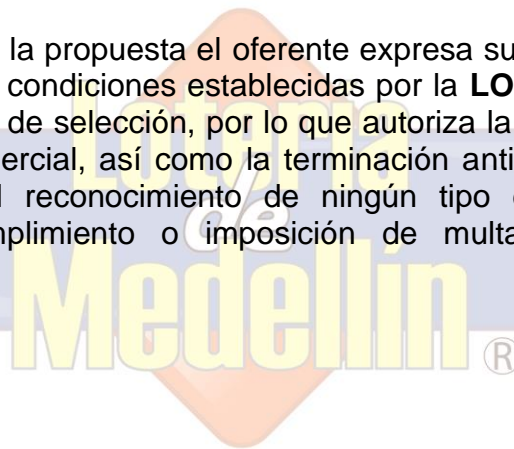 la propuesta el oferente expresa su
condiciones establecidas por la LO
de selección, por lo que autoriza la
ercial, así como la terminación anti
l reconocimiento de ningún tipo
mplimiento o imposición de multa
Lotería
de
Medellín ®